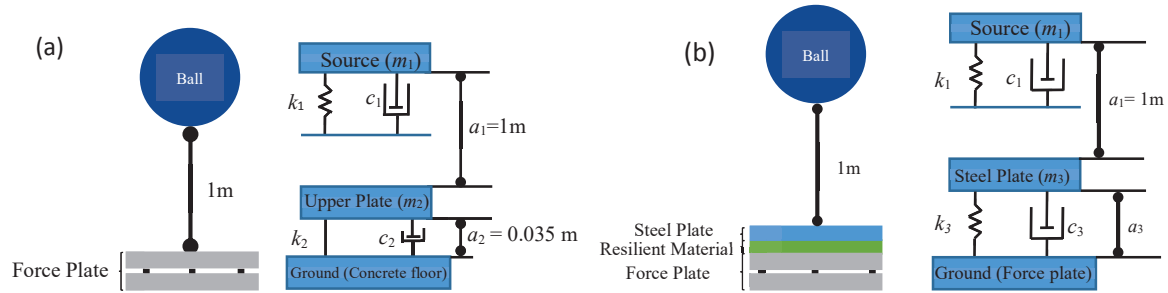 (a)
Ball
1m
Force Plate
Source (m₁)
k₁
c₁
a₁=1m
Upper Plate (m₂)
k₂
c₂
a₂ = 0.035 m
Ground (Concrete floor)
(b)
Ball
1m
Steel Plate
Resilient Material
Force Plate
Source (m₁)
k₁
c₁
a₁= 1m
Steel Plate (m₃)
k₃
c₃
a₃
Ground (Force plate)